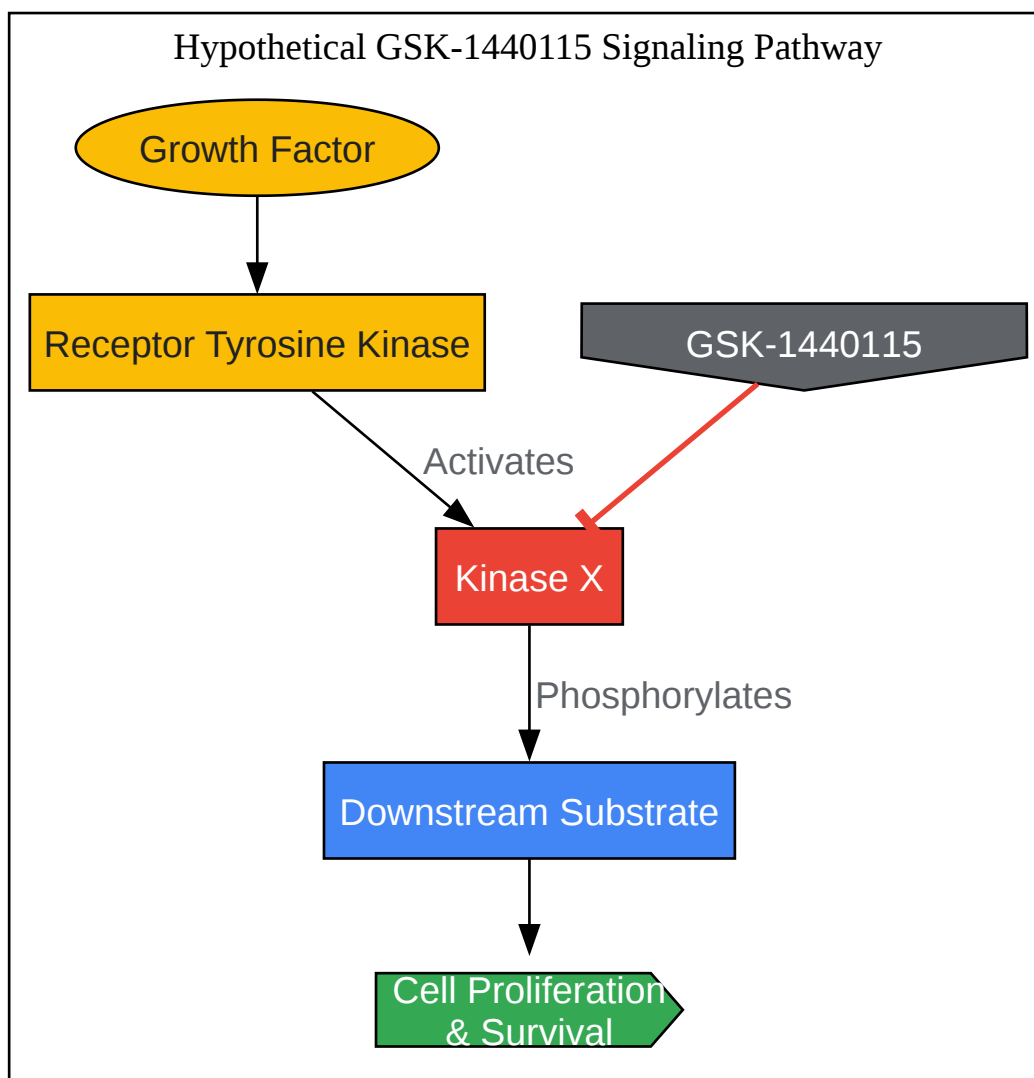 Hypothetical GSK-1440115 Signaling Pathway
Growth Factor
Receptor Tyrosine Kinase
GSK-1440115
Activates
Kinase X
Phosphorylates
Downstream Substrate
Cell Proliferation
& Survival